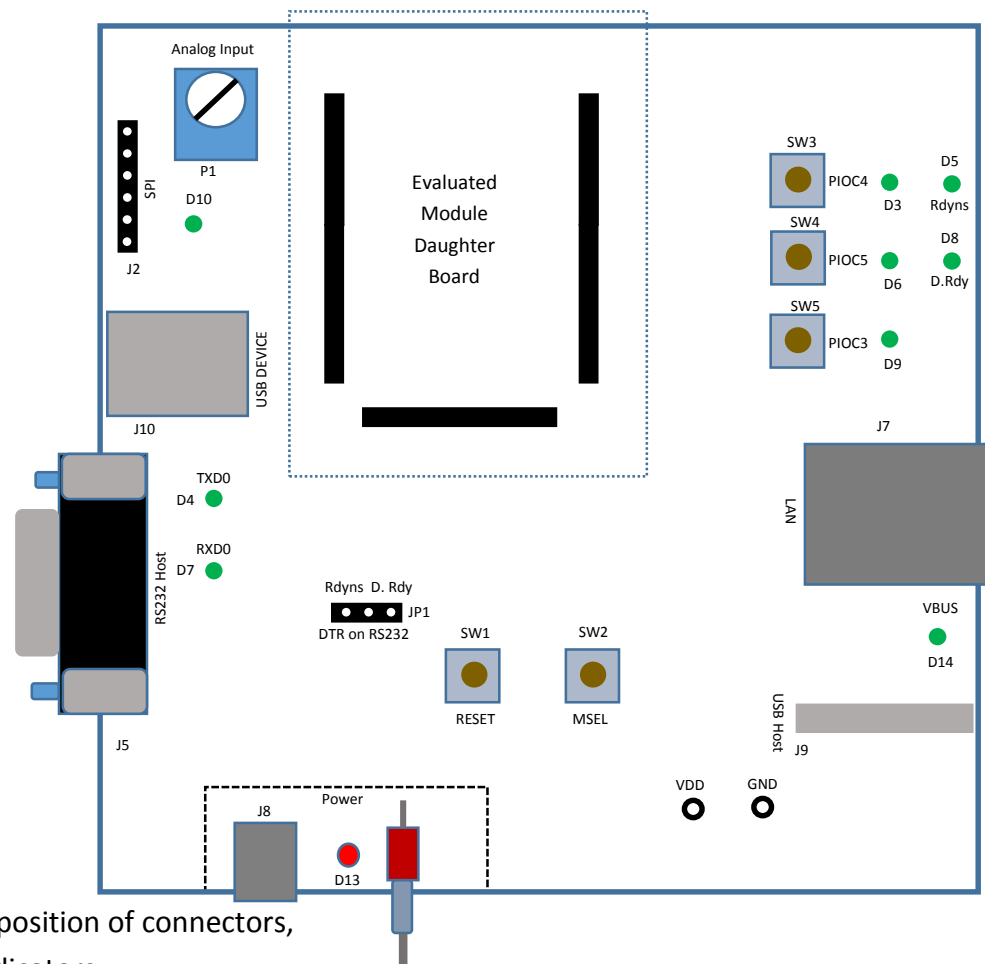 Analog Input
P1
SPI
D10
J2
Evaluated
Module
Daughter
Board
SW3
PIOC4
D3
D5
Rdyns
SW4
PIOC5
D6
D8
D.Rdy
SW5
PIOC3
D9
USB DEVICE
J10
J7
LAN
TXD0
D4
RXD0
D7
RS232 Host
J5
Rdyns D. Rdy
JP1
DTR on RS232
SW1
RESET
SW2
MSEL
VBUS
D14
USB Host
J9
VDD
GND
Power
J8
D13
position of connectors,